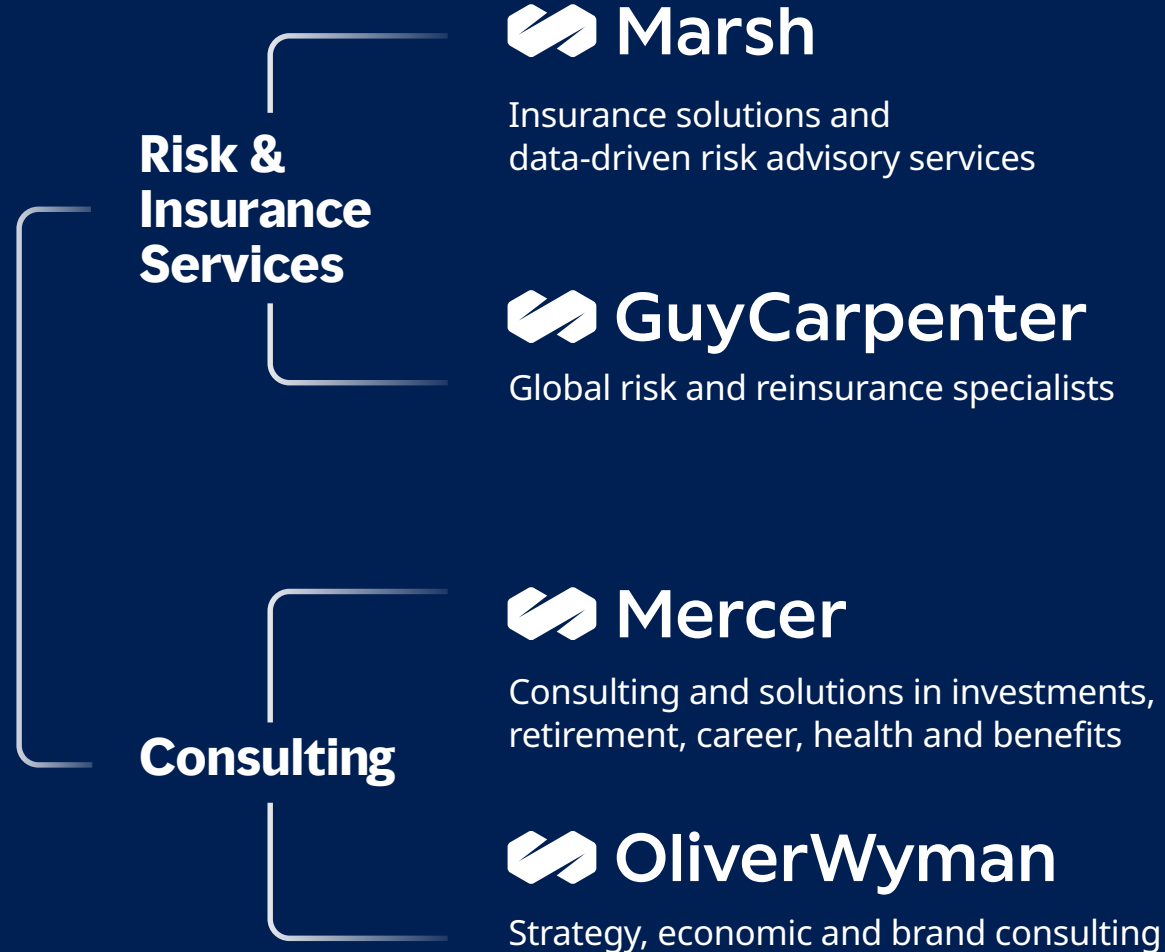 Marsh
Insurance solutions and
data-driven risk advisory services
Risk &
Insurance
Services
GuyCarpenter
Global risk and reinsurance specialists
Mercer
Consulting and solutions in investments,
retirement, career, health and benefits
Consulting
OliverWyman
Strategy, economic and brand consulting